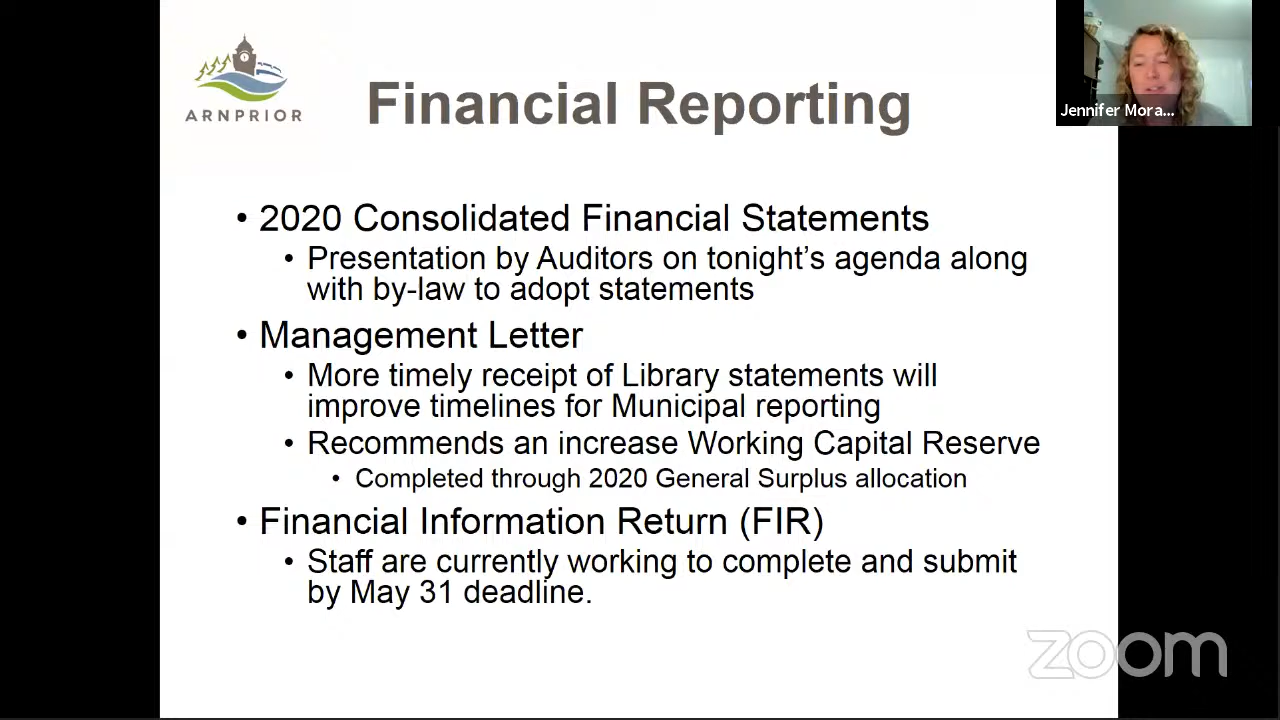 ARNPRIOR
Financial Reporting
Jennifer Mora...
• 2020 Consolidated Financial Statements
• Presentation by Auditors on tonight’s agenda along
with by-law to adopt statements
• Management Letter
• More timely receipt of Library statements will
improve timelines for Municipal reporting
• Recommends an increase Working Capital Reserve
• Completed through 2020 General Surplus allocation
• Financial Information Return (FIR)
• Staff are currently working to complete and submit
by May 31 deadline.
zoom